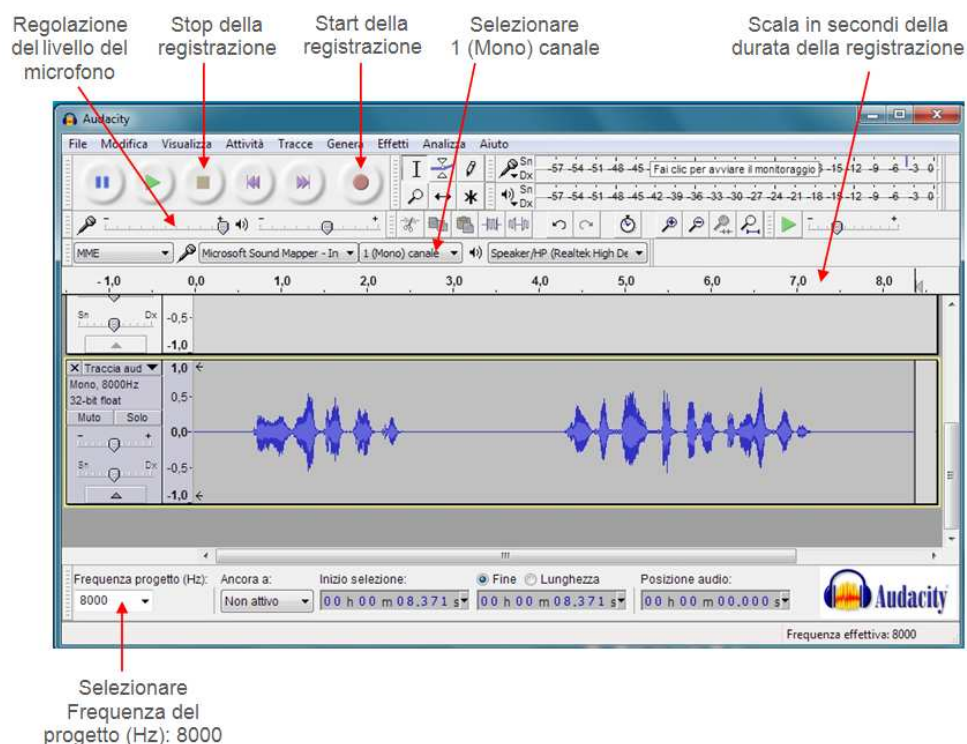 Regolazione
del livello del
microfono
Stop della
registrazione
Start della
registrazione
Selezionare
1 (Mono) canale
Scala in secondi della
durata della registrazione
Audacity
File Modifica Visualizza Attività Tracce Genera Effetti Analizza Aiuto
Sn
Dx
-57 -54 -51 -48 -45 Fai clic per avviare il monitoraggio -15 -12 -9 -6 -3 0
Sn
Dx
-57 -54 -51 -48 -45 -42 -39 -36 -33 -30 -27 -24 -21 -18 -15 -12 -9 -6 -3 0
- + - +
- +
MME Microsoft Sound Mapper - In 1 (Mono) canale Speaker/HP (Realtek High De
- 1,0 0,0 1,0 2,0 3,0 4,0 5,0 6,0 7,0 8,0
Sn Dx
-0,5
-1,0
X Traccia aud 1,0
Mono, 8000Hz
32-bit float
0,5
Muto Solo
- + 0,0
Sn Dx
-0,5
-1,0
Frequenza progetto (Hz): Ancora a: Inizio selezione: Fine Lunghezza Posizione audio:
8000 Non attivo 00 h 00 m 08,371 s 00 h 00 m 08,371 s 00 h 00 m 00,000 s
Audacity
Frequenza effettiva: 8000
Selezionare
Frequenza del
progetto (Hz): 8000